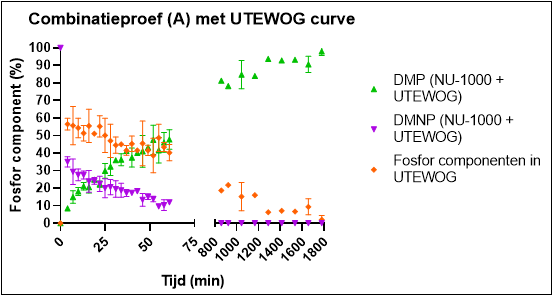 Combinatieproef (A) met UTEWOG curve
Fosfor component (%)
100
90
80
70
60
50
40
30
20
10
0
0
25
50
75
800
1000
1200
1400
1600
1800
Tijd (min)
DMP (NU-1000 +
UTEWOG)
DMNP (NU-1000 +
UTEWOG)
Fosfor componenten in
UTEWOG